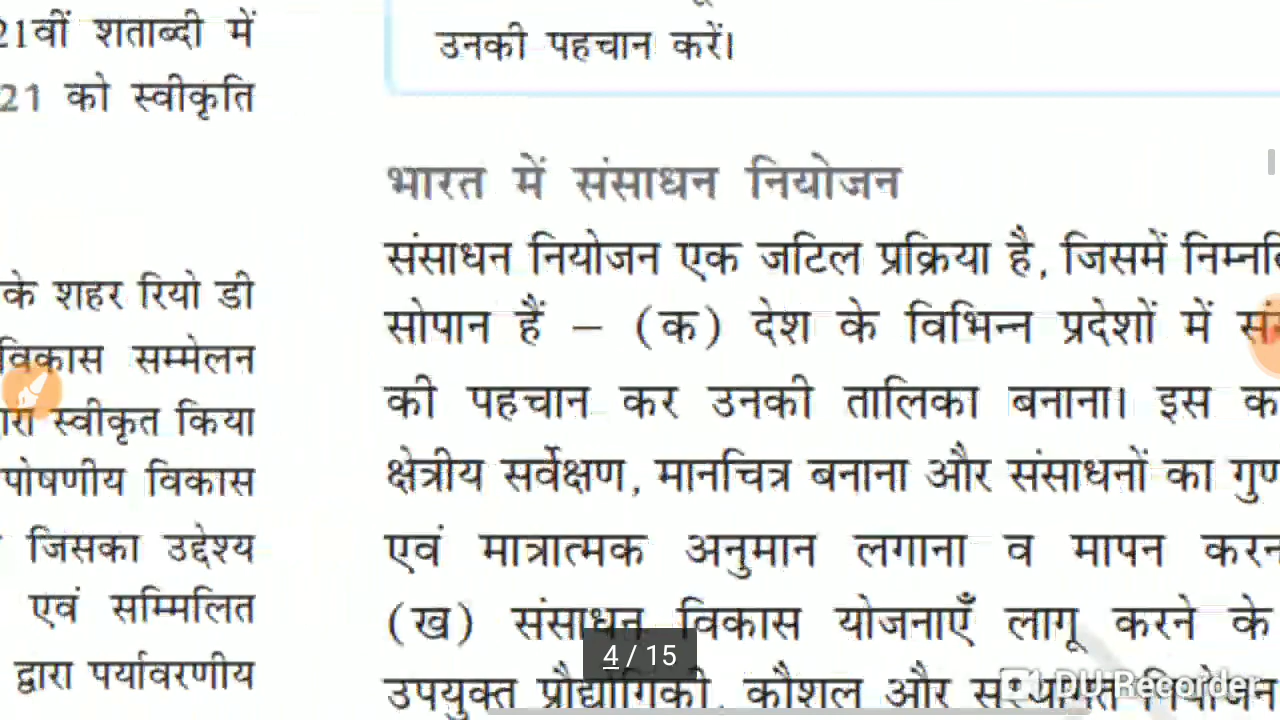 21वीं शताब्दी में
21 को स्वीकृति
के शहर रियो डी
विकास सम्मेलन
द्वारा स्वीकृत किया
पोषणीय विकास
जिसका उद्देश्य
एवं सम्मिलित
द्वारा पर्यावरणीय
उनकी पहचान करें।
भारत में संसाधन नियोजन
संसाधन नियोजन एक जटिल प्रक्रिया है, जिसमें
सोपान हैं – (क) देश के विभिन्न प्रदेशों में
की पहचान कर उनकी तालिका बनाना। इस
क्षेत्रीय सर्वेक्षण, मानचित्र बनाना और संसाधनों का
एवं मात्रात्मक अनुमान लगाना व मापन
(ख) संसाधन विकास योजनाएँ लागू करने के
उपयुक्त प्रौद्योगिकी, कौशल और संस्थागत नियोजन
4 / 15
DU Recorder